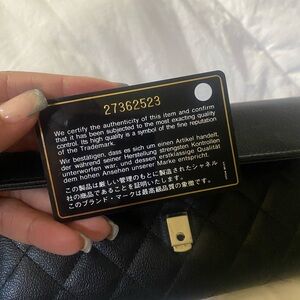 27362523
We certify the authenticity of this item and confirm
that it has been subjected to the most exacting quality
control. Its high quality is a symbol of the fine reputation
of the Trademark.
Wir bestätigen, dass es sich um einen Artikel handelt,
der während seiner Herstellung strengsten Kontrollen
unterworfen war, und dessen erstklassige Qualität
dem hohen Ansehen unserer Marke entspricht.
この製品は厳しい管理のもとに製造されたシャネル
社の商品であることを証明いたします。
このブランド・マークは最高級品質の象徴です。